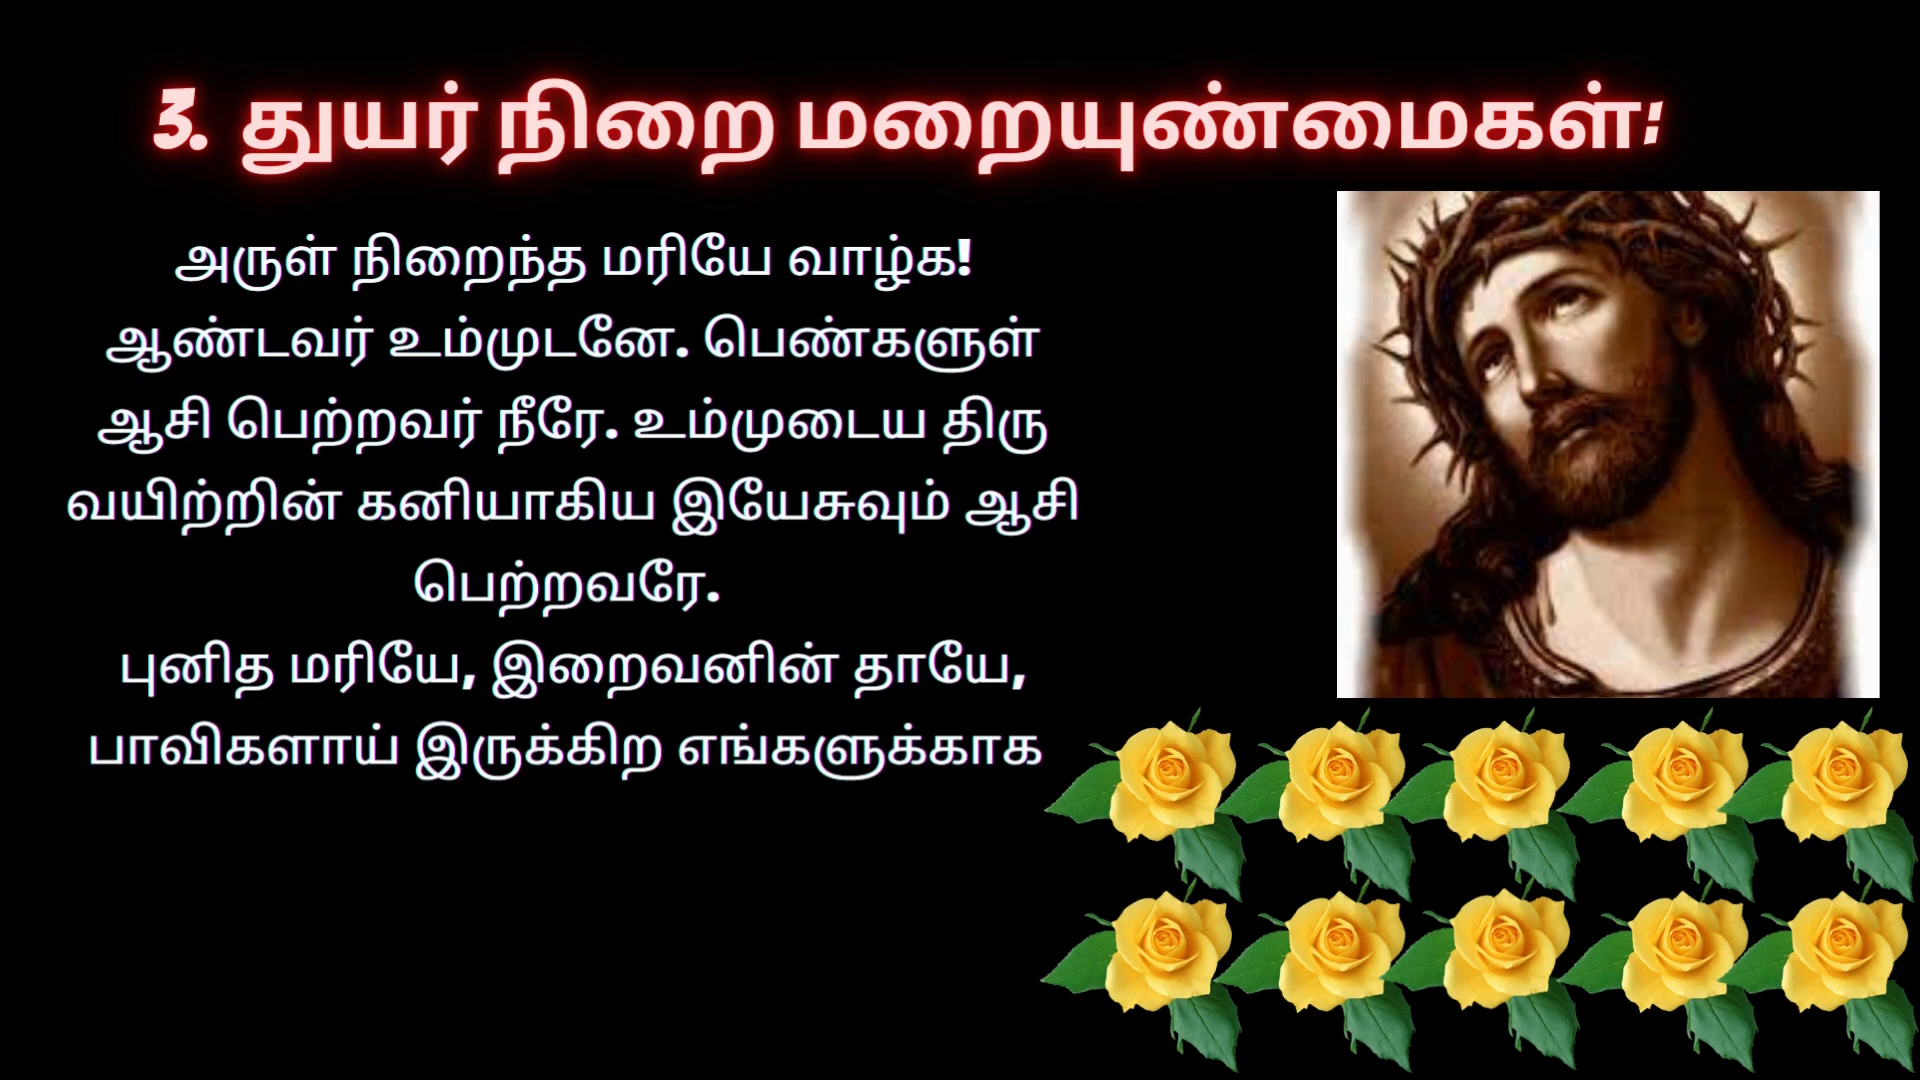 3. துயர் நிறை மறையுண்மைகள்:
அருள் நிறைந்த மரியே வாழ்க!
ஆண்டவர் உம்முடனே. பெண்களுள்
ஆசி பெற்றவர் நீரே. உம்முடைய திரு
வயிற்றின் கனியாகிய இயேசுவும் ஆசி
பெற்றவரே.
புனித மரியே, இறைவனின் தாயே,
பாவிகளாய் இருக்கிற எங்களுக்காக